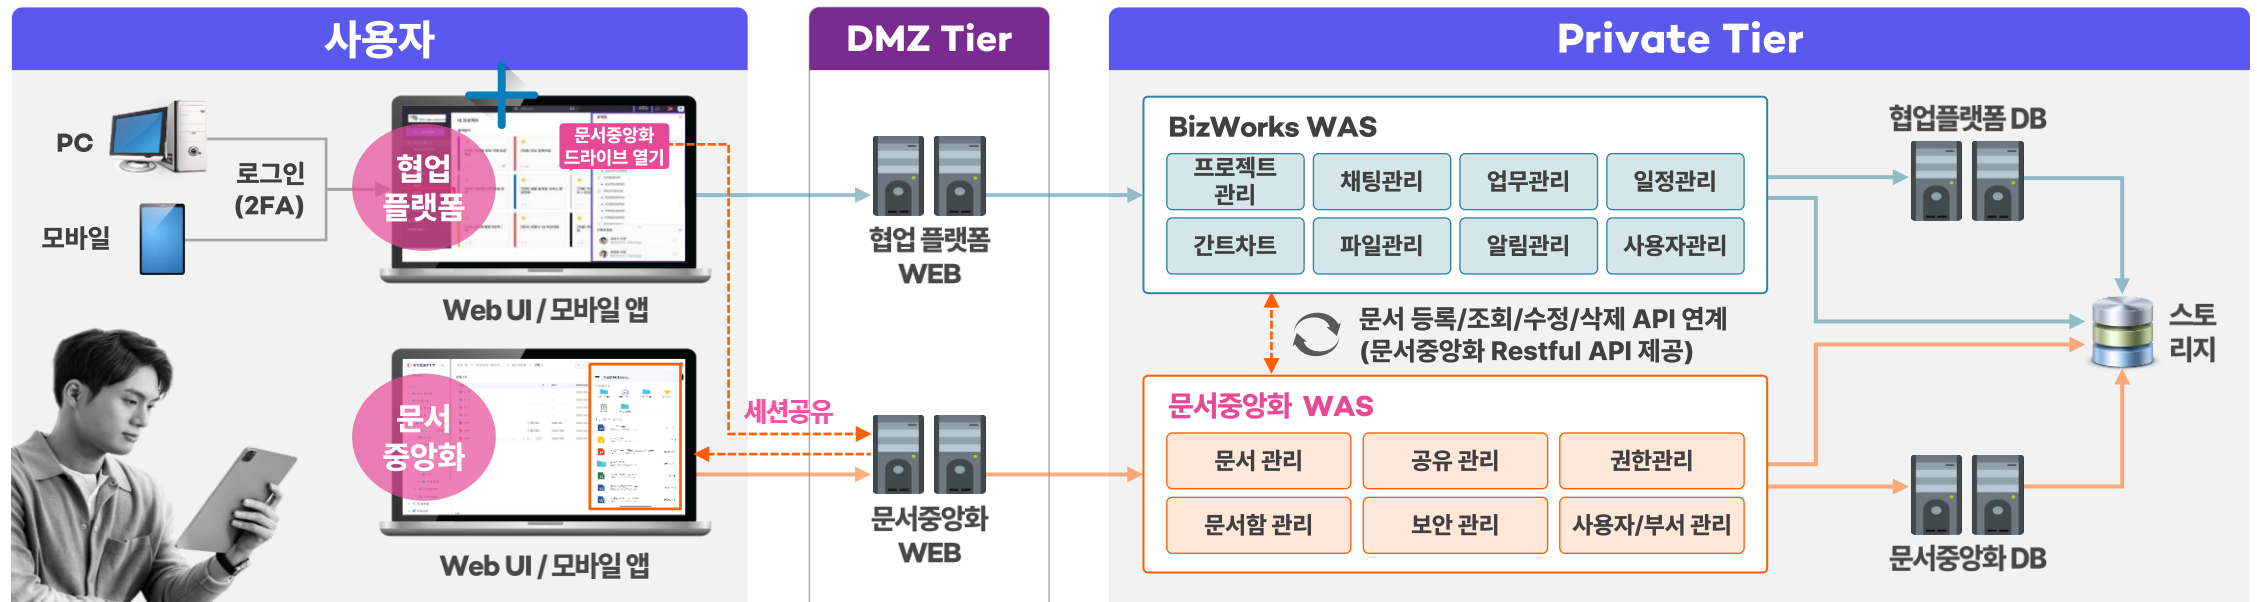 사용자
DMZ Tier
Private Tier
PC
모바일
로그인
(2FA)
협업
플랫폼
문서중앙화
드라이브 열기
Web UI / 모바일 앱
문서
중앙화
Web UI / 모바일 앱
세션공유
협업 플랫폼
WEB
문서중앙화
WEB
BizWorks WAS
프로젝트
관리
채팅관리
업무관리
일정관리
간트차트
파일관리
알림관리
사용자관리
문서 등록/조회/수정/삭제 API 연계
(문서중앙화 Restful API 제공)
문서중앙화 WAS
문서 관리
공유 관리
권한관리
문서함 관리
보안 관리
사용자/부서 관리
협업플랫폼 DB
스토
리지
문서중앙화 DB